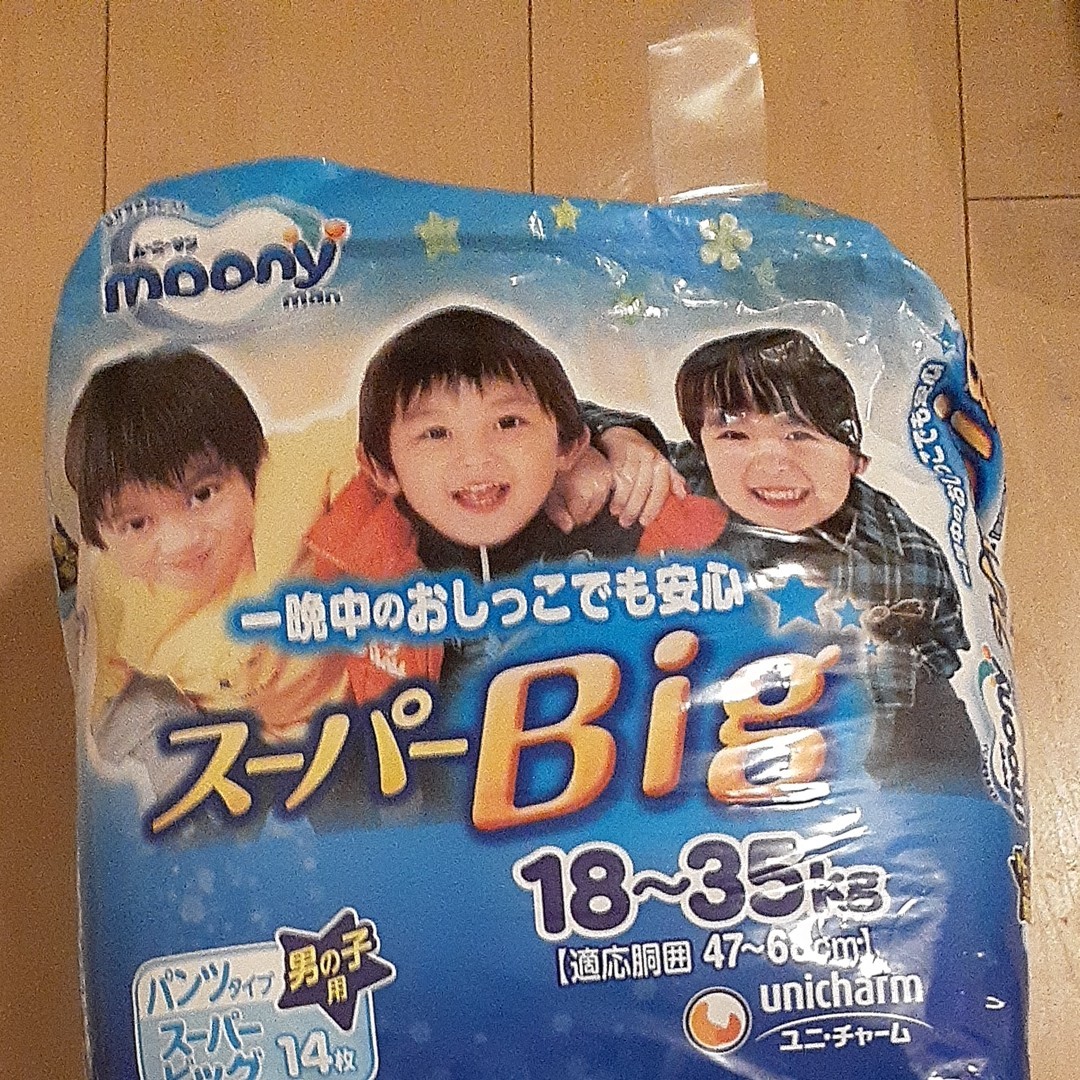 ムーニーマン
moony
man
一晩中のおしっこでも安心
スーパーBig
18~35kg
【適応胴囲 47~68cm】
unicharm
ユニ・チャーム
男の子
用
パンツタイプ
スーパー
ビッグ 14枚
moony